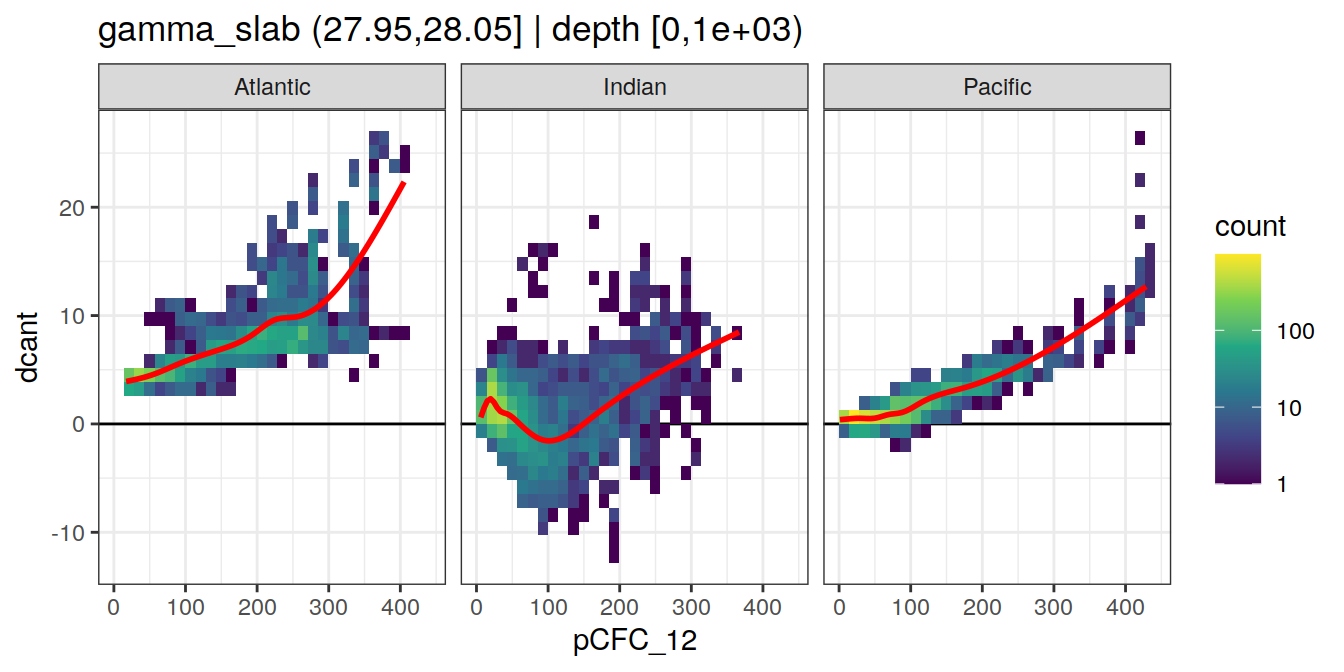 gamma_slab (27.95,28.05] | depth [0,1e+03)
Atlantic Indian Pacific
dcant
20
10
0
-10
0 100 200 300 400 0 100 200 300 400 0 100 200 300 400
pCFC_12
count
100
10
1